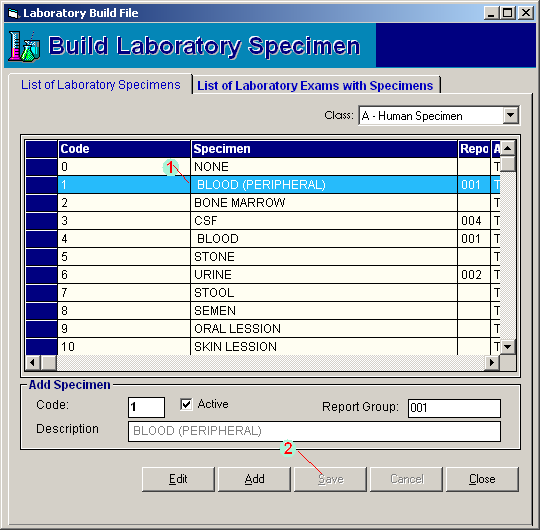 Laboratory Build File
Build Laboratory Specimen
List of Laboratory Specimens List of Laboratory Exams with Specimens
Class: A - Human Specimen
Code Specimen Repo A
0 NONE T
1 1 BLOOD (PERIPHERAL) 001 T
2 BONE MARROW T
3 CSF 004 T
4 BLOOD 001 T
5 STONE T
6 URINE 002 T
7 STOOL T
8 SEMEN T
9 ORAL LESSION T
10 SKIN LESSION T
Add Specimen
Code: 1 Active Report Group: 001
Description BLOOD (PERIPHERAL)
2
Edit Add Save Cancel Close